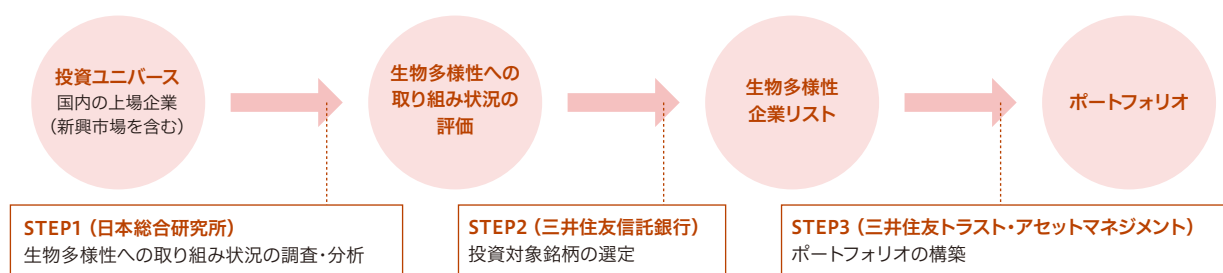 投資ユニバース
国内の上場企業
（新興市場を含む）
生物多様性への
取り組み状況の
評価
生物多様性
企業リスト
ポートフォリオ
STEP1（日本総合研究所）
生物多様性への取り組み状況の調査・分析
STEP2（三井住友信託銀行）
投資対象銘柄の選定
STEP3（三井住友トラスト・アセットマネジメント）
ポートフォリオの構築